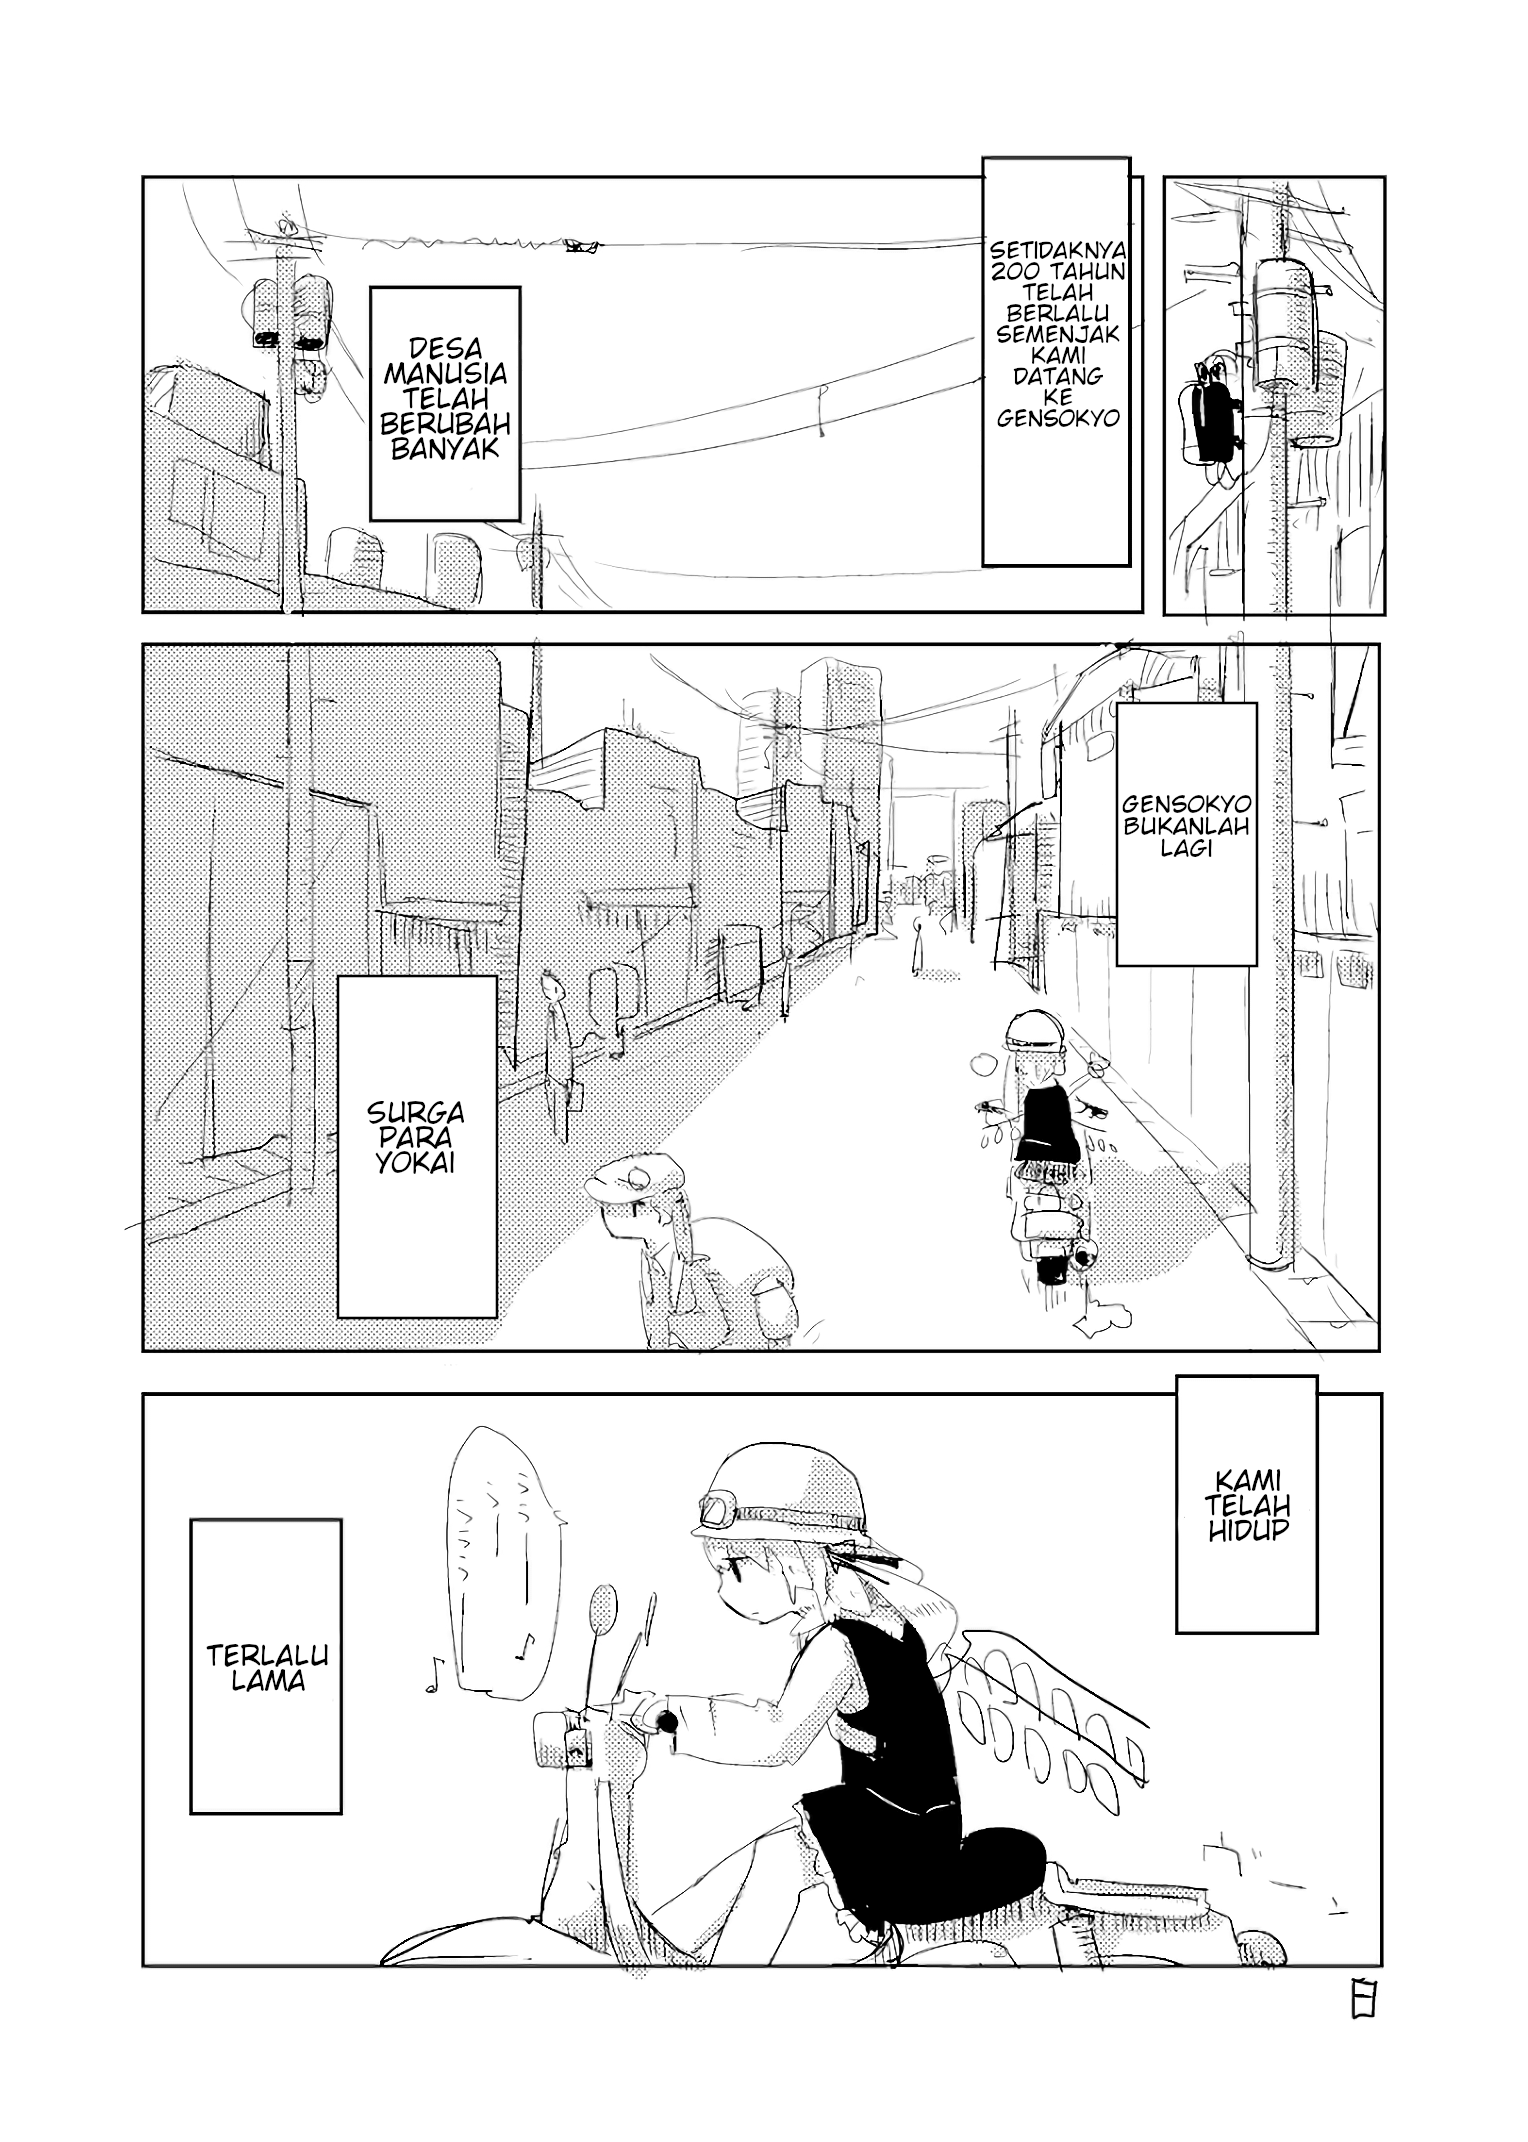 SETIDAKNYA
200 TAHUN
TELAH
BERLALU
SEMENJAK
KAMI
DATANG
KE
GENSOKYO
DESA
MANUSIA
TELAH
BERUBAH
BANYAK
GENSOKYO
BUKANLAH
LAGI
SURGA
PARA
YOKAI
KAMI
TELAH
HIDUP
TERLALU
LAMA